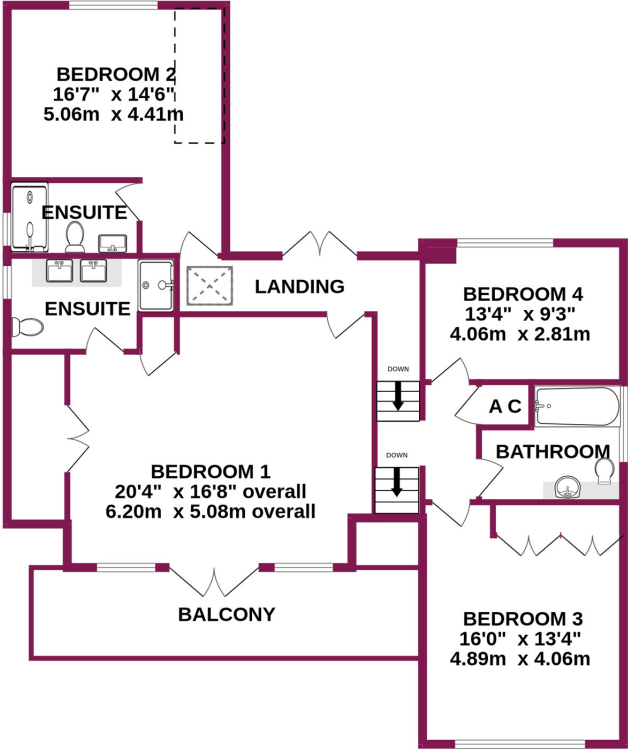 BEDROOM 2
16'7" x 14'6"
5.06m x 4.41m
ENSUITE
ENSUITE
LANDING
BEDROOM 4
13'4" x 9'3"
4.06m x 2.81m
DOWN
A C
BATHROOM
DOWN
BEDROOM 1
20'4" x 16'8" overall
6.20m x 5.08m overall
BALCONY
BEDROOM 3
16'0" x 13'4"
4.89m x 4.06m